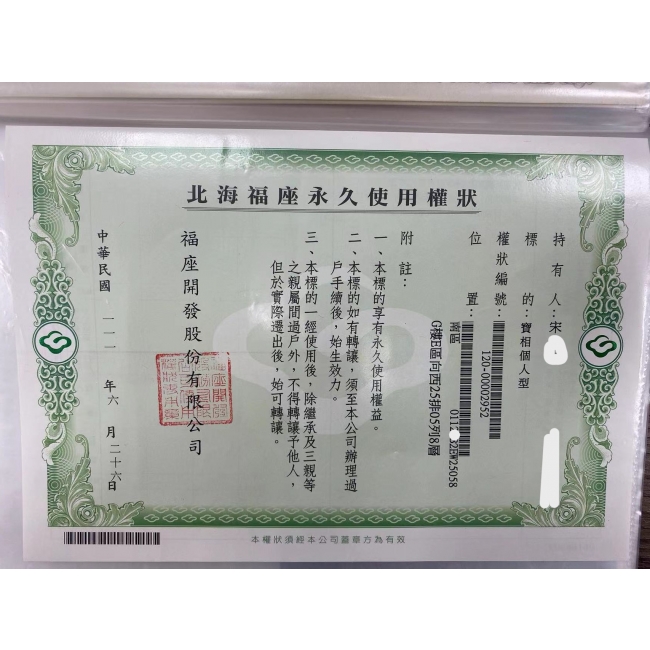 北海福座永久使用權狀
持有人：宋
標的：寶相個人型
權狀編號：
120-00002952
位置：
灣區 011
2EW25058
G樓E區向西25排05列8層
附註：
一、本標的享有永久使用權益。
二、本標的如有轉讓，須至本公司辦理過
戶手續後，始生效力。
三、本標的一經使用後，除繼承及三親等
之親屬間過戶外，不得轉讓予他人，
但於實際遷出後，始可轉讓。
福座開發股份有限公司
中華民國 一一一 年 六 月 二十六 日
本權狀須經本公司蓋章方為有效